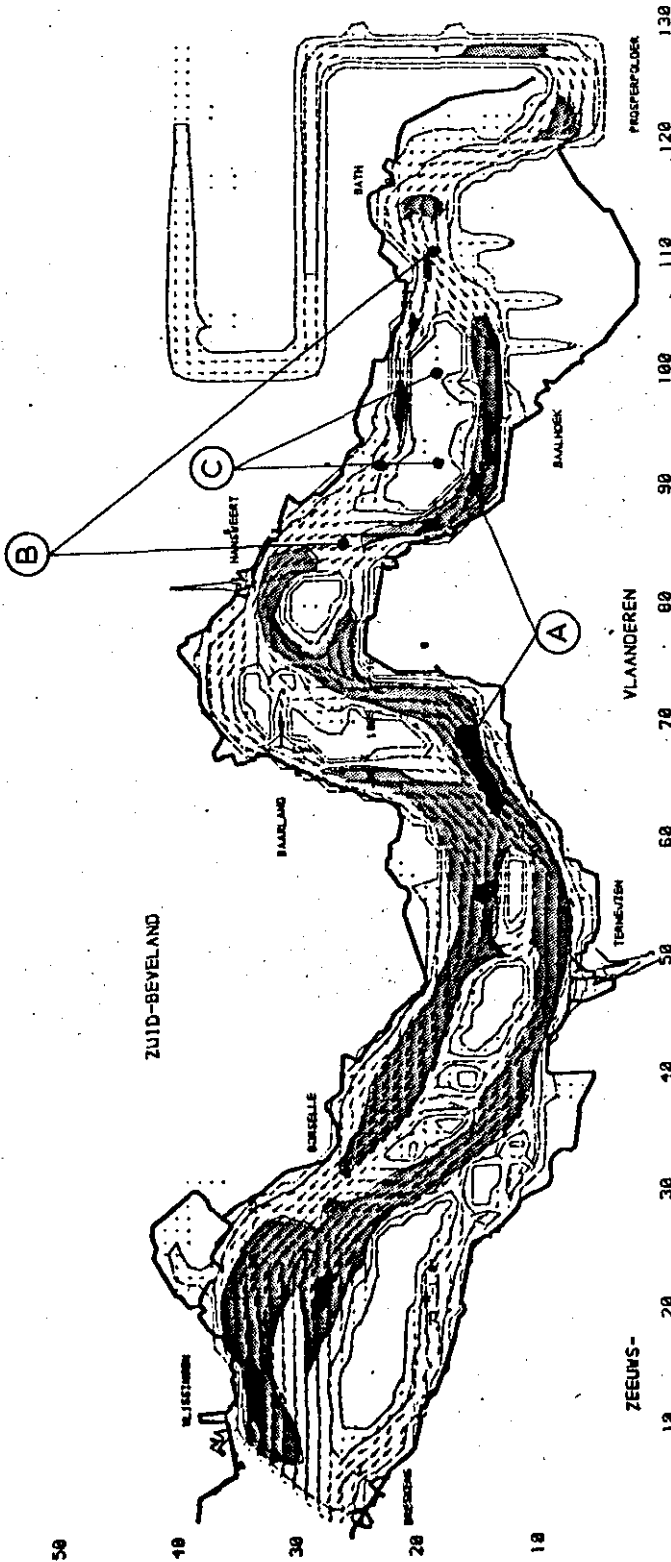 B
C
A
ZUID-BEVELAND
VLAANDEREN
ZEEUWS-
VLISSINGEN
BORSELLE
BAARLAND
HANSWEERT
BATH
PROSPERPOLDER
BAALHOEK
TERNEUZEN
BRESKENS
50
40
30
20
10
10
20
30
40
50
60
70
80
90
100
110
120
130